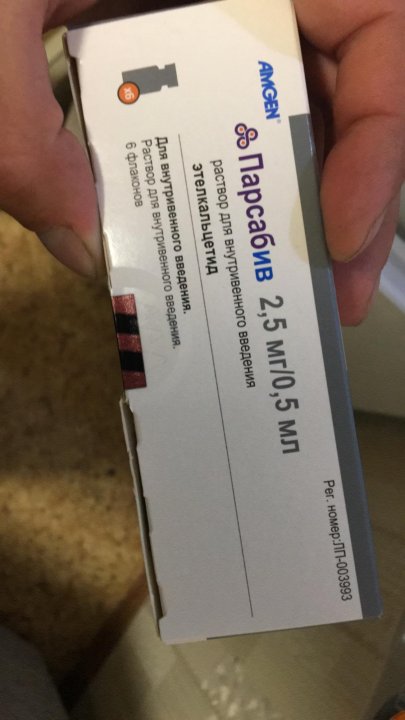 AMGEN®
Парсабив 2,5 мг/0,5 мл
раствор для внутривенного введения
этелкальцетид
Для внутривенного введения.
Раствор для внутривенного введения.
6 флаконов
x6
Рег. номер:ЛП-003993